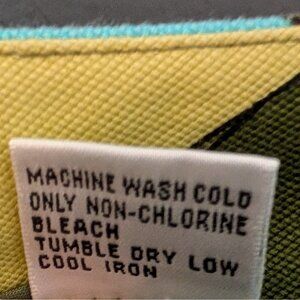 MACHINE WASH COLD
ONLY NON-CHLORINE
BLEACH
TUMBLE DRY LOW
COOL IRON